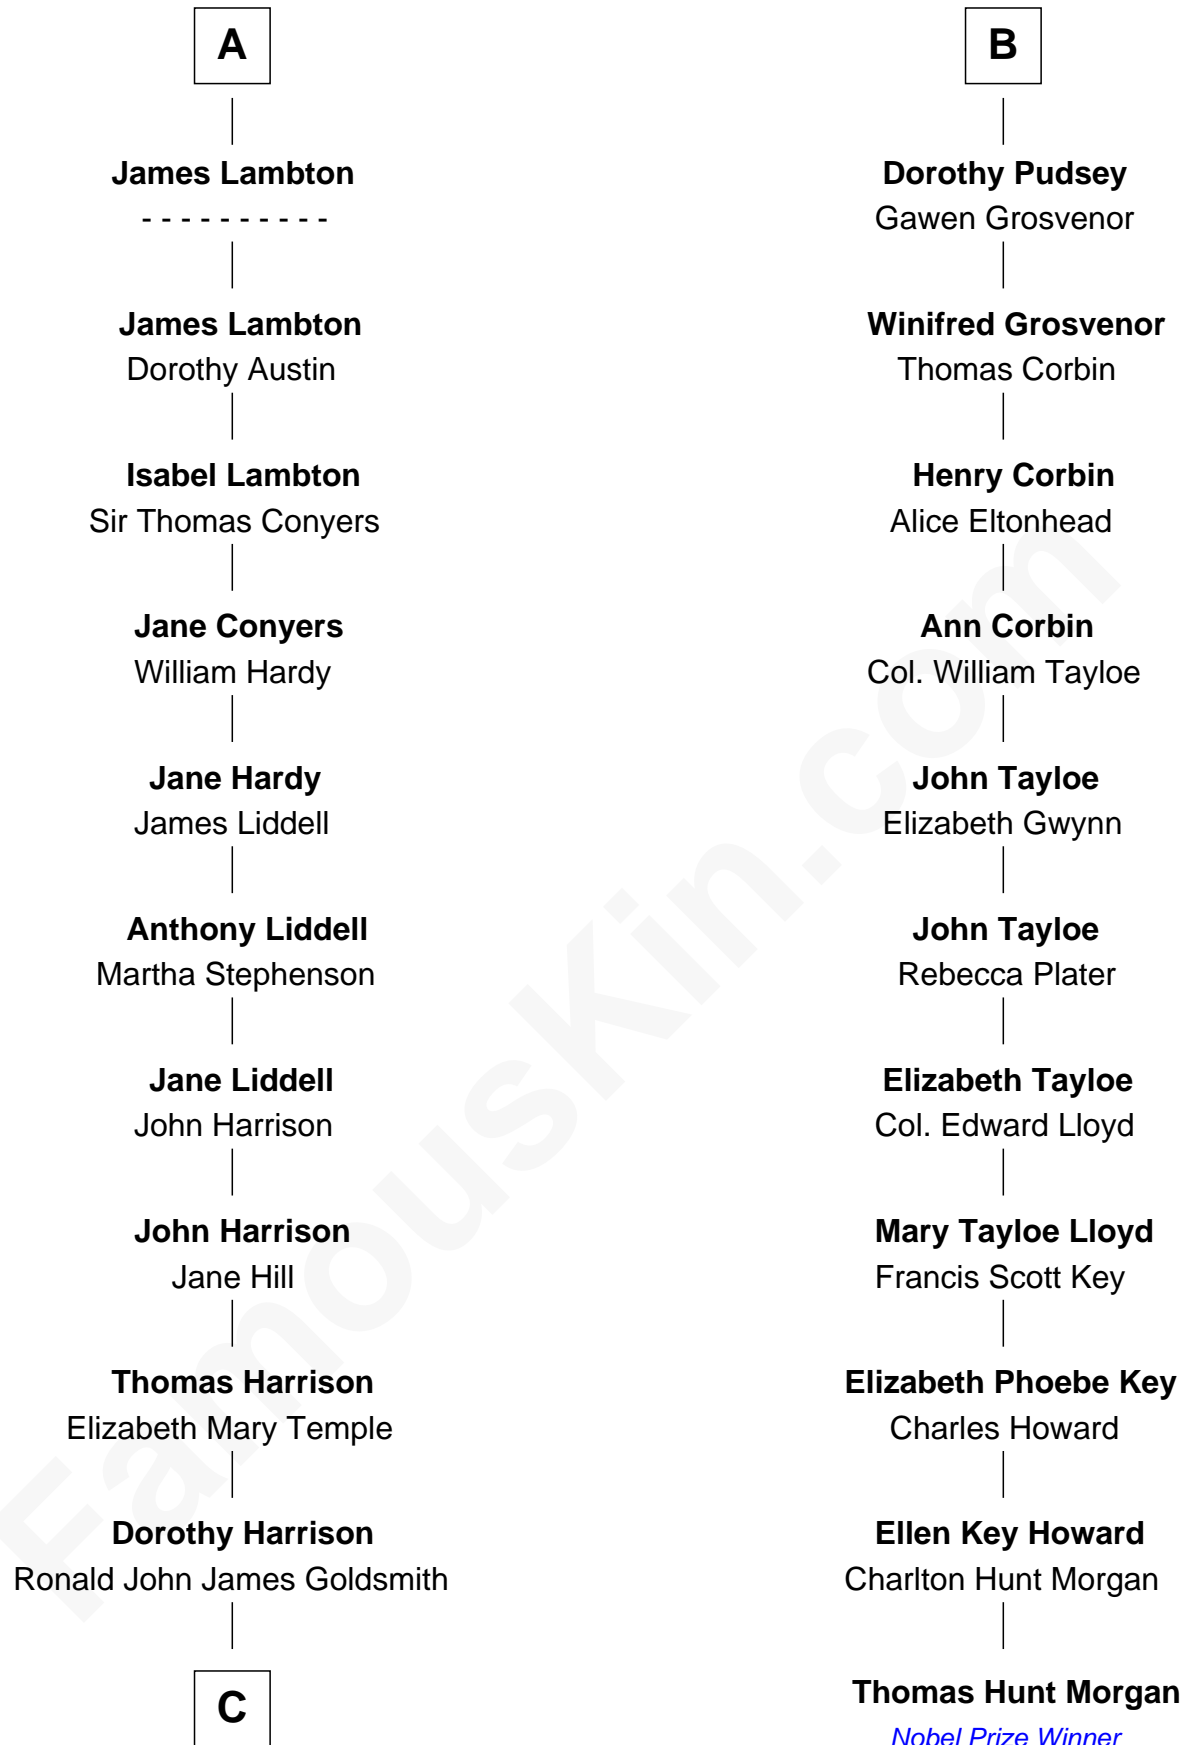 A
James Lambton
- - - - - - - - - -
James Lambton
Dorothy Austin
Isabel Lambton
Sir Thomas Conyers
Jane Conyers
William Hardy
Jane Hardy
James Liddell
Anthony Liddell
Martha Stephenson
Jane Liddell
John Harrison
John Harrison
Jane Hill
Thomas Harrison
Elizabeth Mary Temple
Dorothy Harrison
Ronald John James Goldsmith
C
B
Dorothy Pudsey
Gawen Grosvenor
Winifred Grosvenor
Thomas Corbin
Henry Corbin
Alice Eltonhead
Ann Corbin
Col. William Tayloe
John Tayloe
Elizabeth Gwynn
John Tayloe
Rebecca Plater
Elizabeth Tayloe
Col. Edward Lloyd
Mary Tayloe Lloyd
Francis Scott Key
Elizabeth Phoebe Key
Charles Howard
Ellen Key Howard
Charlton Hunt Morgan
Thomas Hunt Morgan
Nobel Prize Winner
FamousKin.com